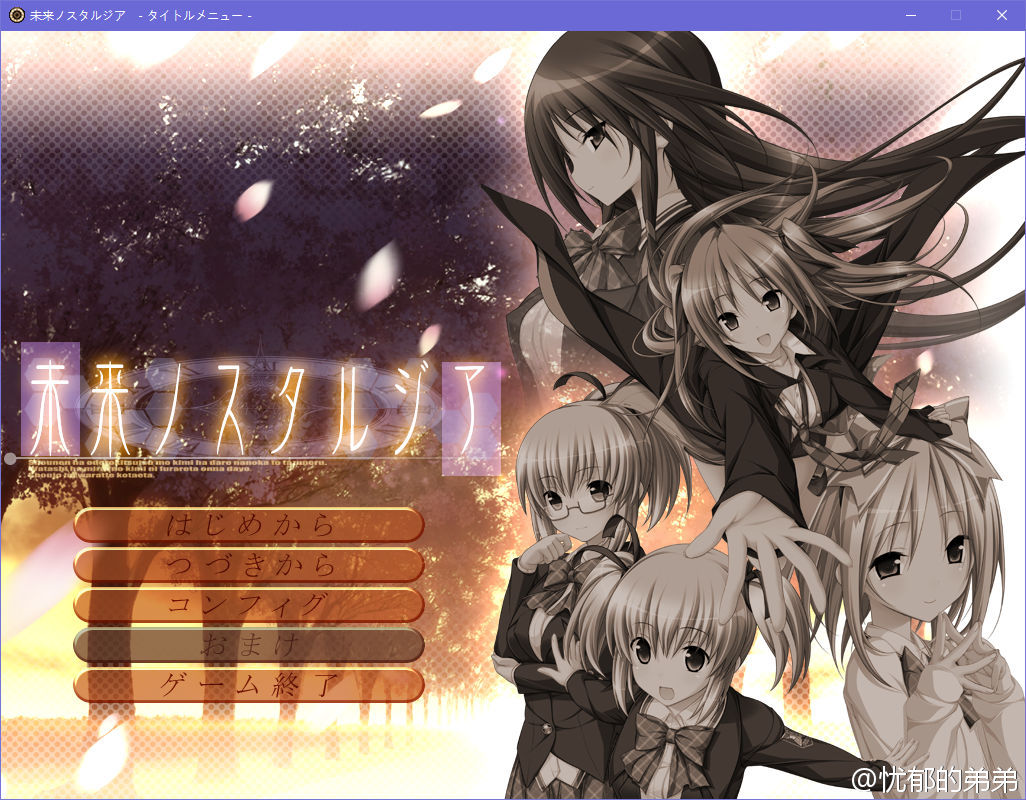 未来ノスタルジア - タイトルメニュー -
未来ノスタルジア
はじめから
つづきから
コンフィグ
おまけ
ゲーム終了
@忧郁的弟弟